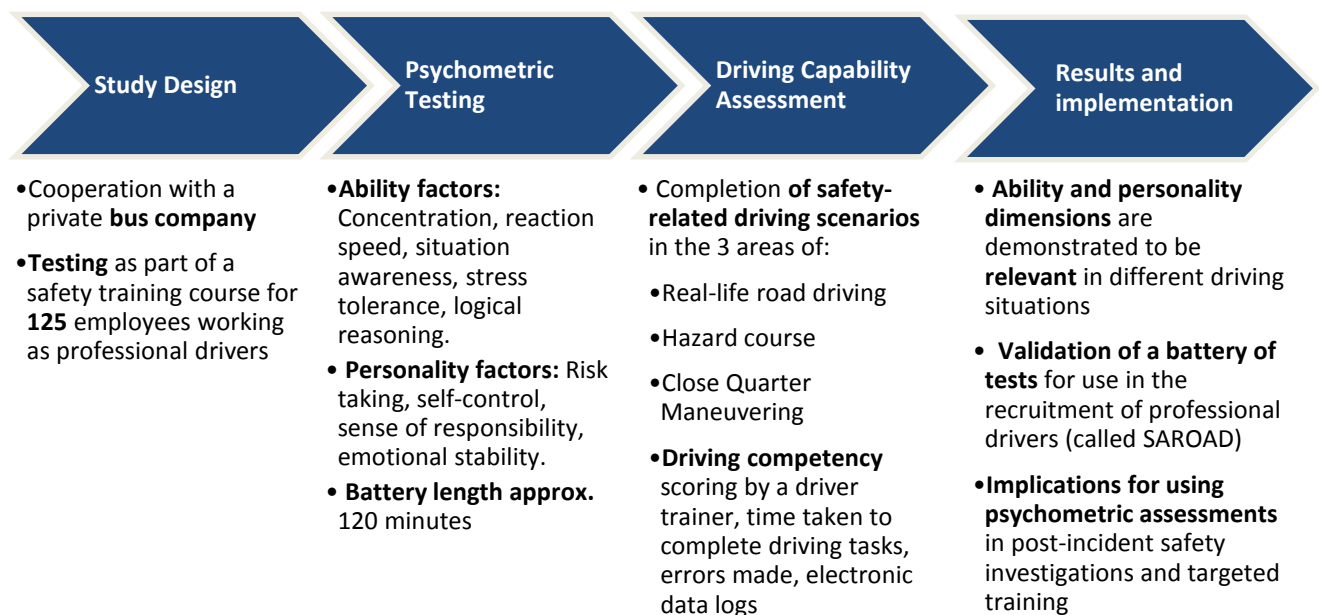 Study Design
Psychometric
Testing
Driving Capability
Assessment
Results and
implementation
•Cooperation with a
private bus company
•Testing as part of a
safety training course for
125 employees working
as professional drivers
•Ability factors:
Concentration, reaction
speed, situation
awareness, stress
tolerance, logical
reasoning.
• Personality factors: Risk
taking, self-control,
sense of responsibility,
emotional stability.
• Battery length approx.
120 minutes
• Completion of safety-
related driving scenarios
in the 3 areas of:
•Real-life road driving
•Hazard course
•Close Quarter
Maneuvering
•Driving competency
scoring by a driver
trainer, time taken to
complete driving tasks,
errors made, electronic
data logs
• Ability and personality
dimensions are
demonstrated to be
relevant in different driving
situations
• Validation of a battery of
tests for use in the
recruitment of professional
drivers (called SAROAD)
•Implications for using
psychometric assessments
in post-incident safety
investigations and targeted
training